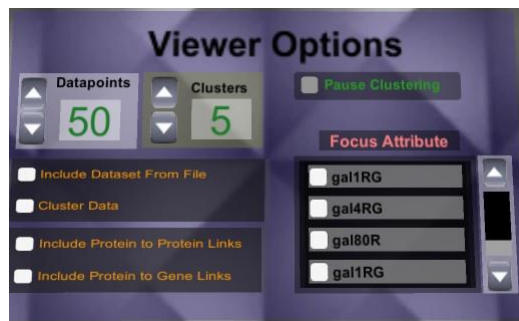 Viewer Options
Datapoints
50
Clusters
5
Pause Clustering
Focus Attribute
Include Dataset From File
Cluster Data
Include Protein to Protein Links
Include Protein to Gene Links
gal1RG
gal4RG
gal80R
gal1RG